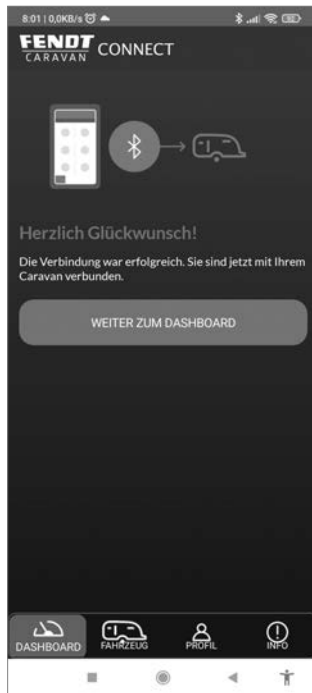 8:01 | 0,0KB/s
FENDT CONNECT
CARAVAN
Herzlich Glückwunsch!
Die Verbindung war erfolgreich. Sie sind jetzt mit Ihrem
Caravan verbunden.
WEITER ZUM DASHBOARD
DASHBOARD FAHRZEUG PROFIL INFO